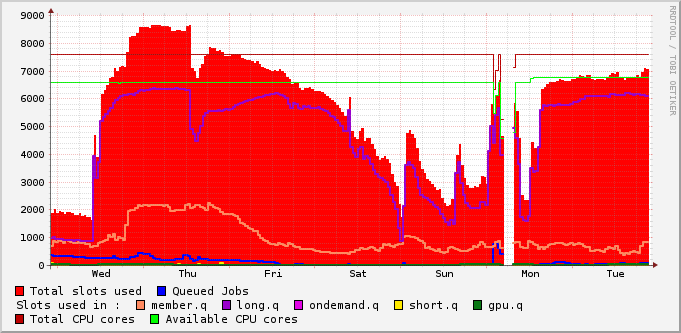 9000
8000
7000
6000
5000
4000
3000
2000
1000
0
Wed Thu Fri Sat Sun Mon Tue
RRDTOOL / TOBI OETIKER
Total slots used Queued Jobs
Slots used in : member.q long.q ondemand.q short.q gpu.q
Total CPU cores Available CPU cores